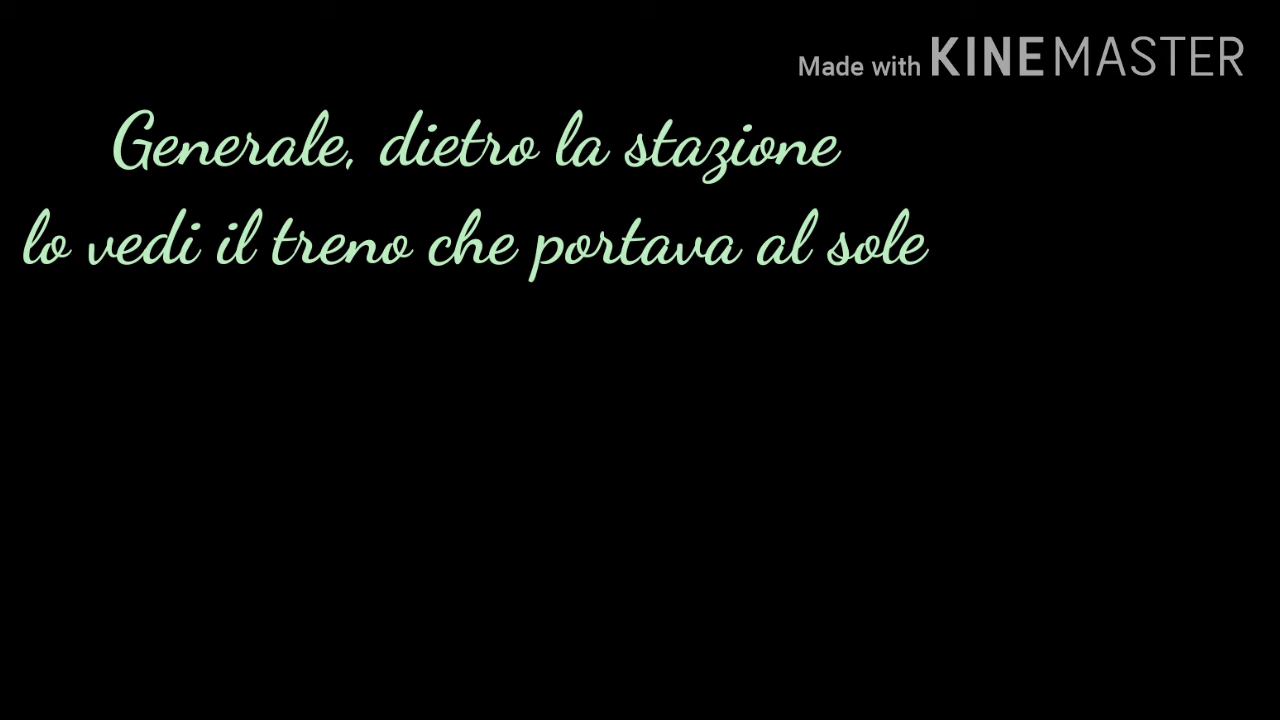 Made with KINEMASTER
Generale, dietro la stazione
lo vedi il treno che portava al sole